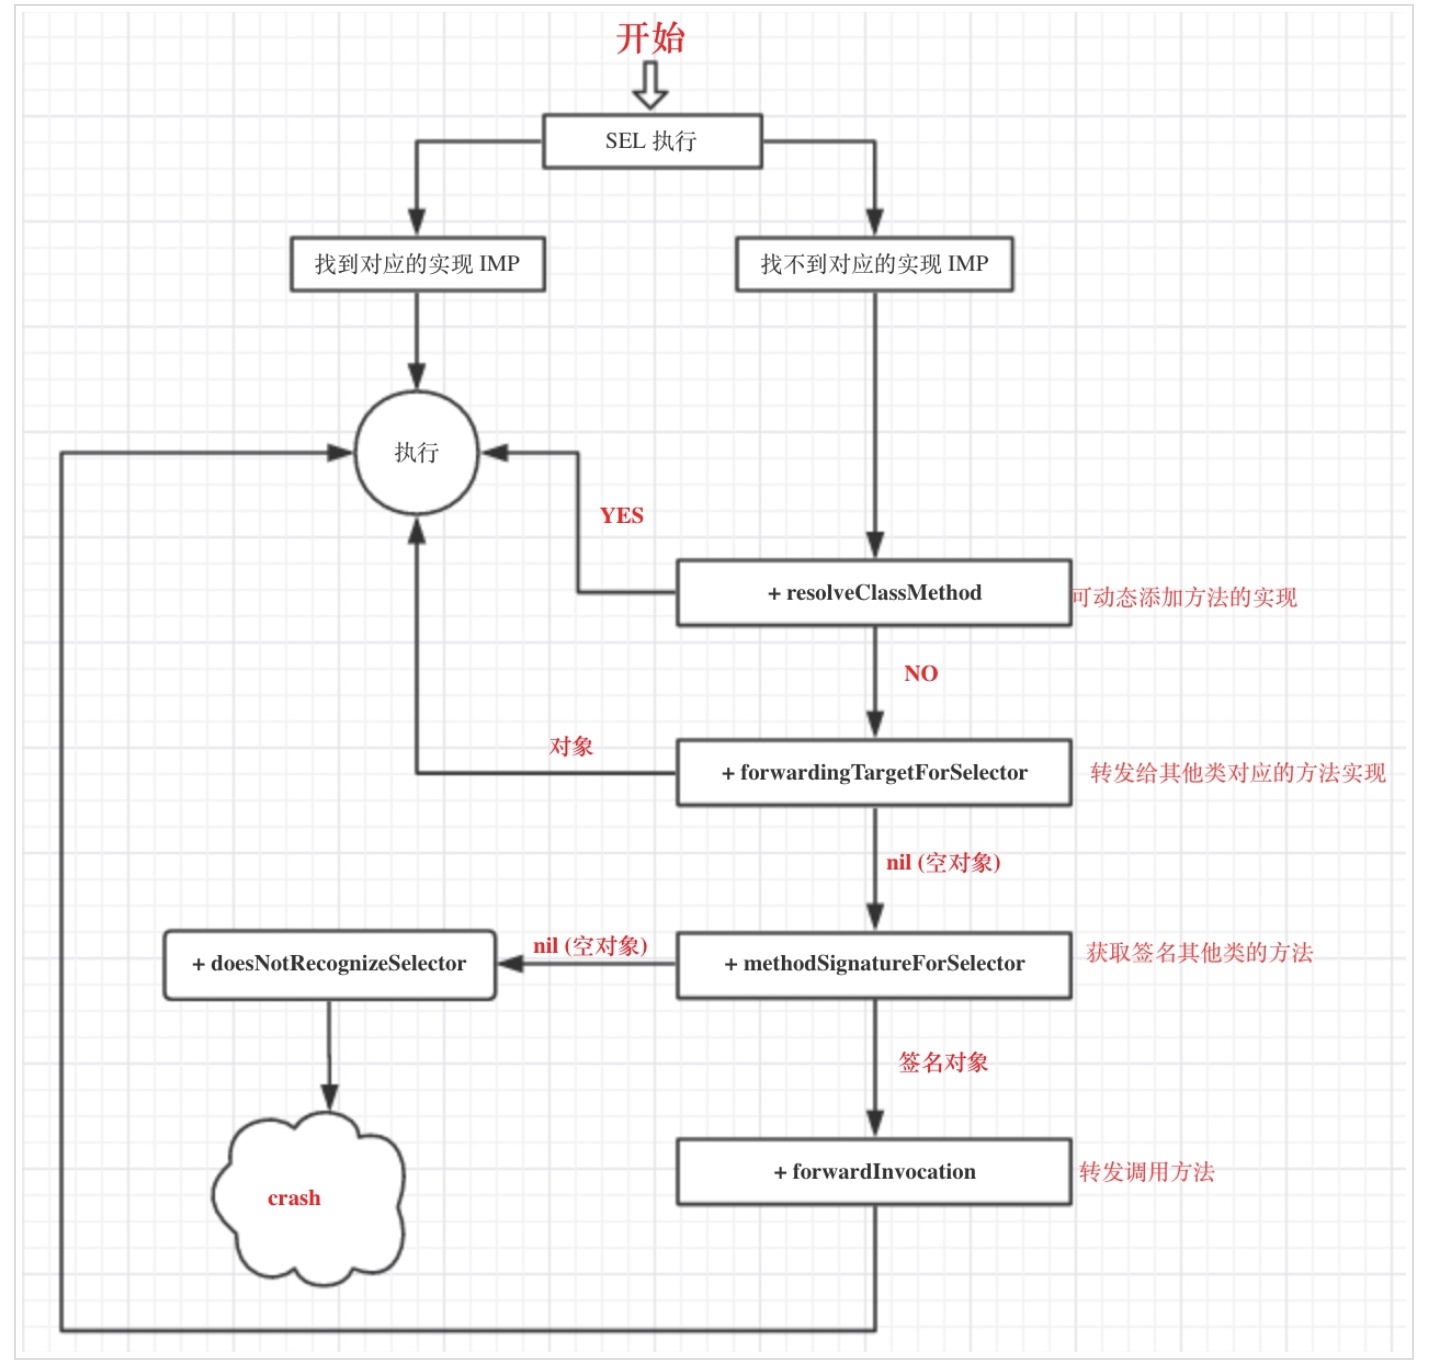 开始
SEL 执行
找到对应的实现 IMP
找不到对应的实现 IMP
执行
YES
+ resolveClassMethod
可动态添加方法的实现
NO
对象
+ forwardingTargetForSelector
转发给其他类对应的方法实现
nil (空对象)
+ doesNotRecognizeSelector
nil (空对象)
+ methodSignatureForSelector
获取签名其他类的方法
签名对象
crash
+ forwardInvocation
转发调用方法